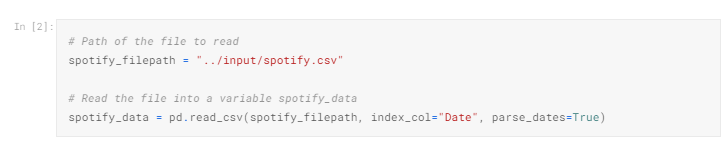 In [2]:
# Path of the file to read
spotify_filepath = "../input/spotify.csv"
# Read the file into a variable spotify_data
spotify_data = pd.read_csv(spotify_filepath, index_col="Date", parse_dates=True)